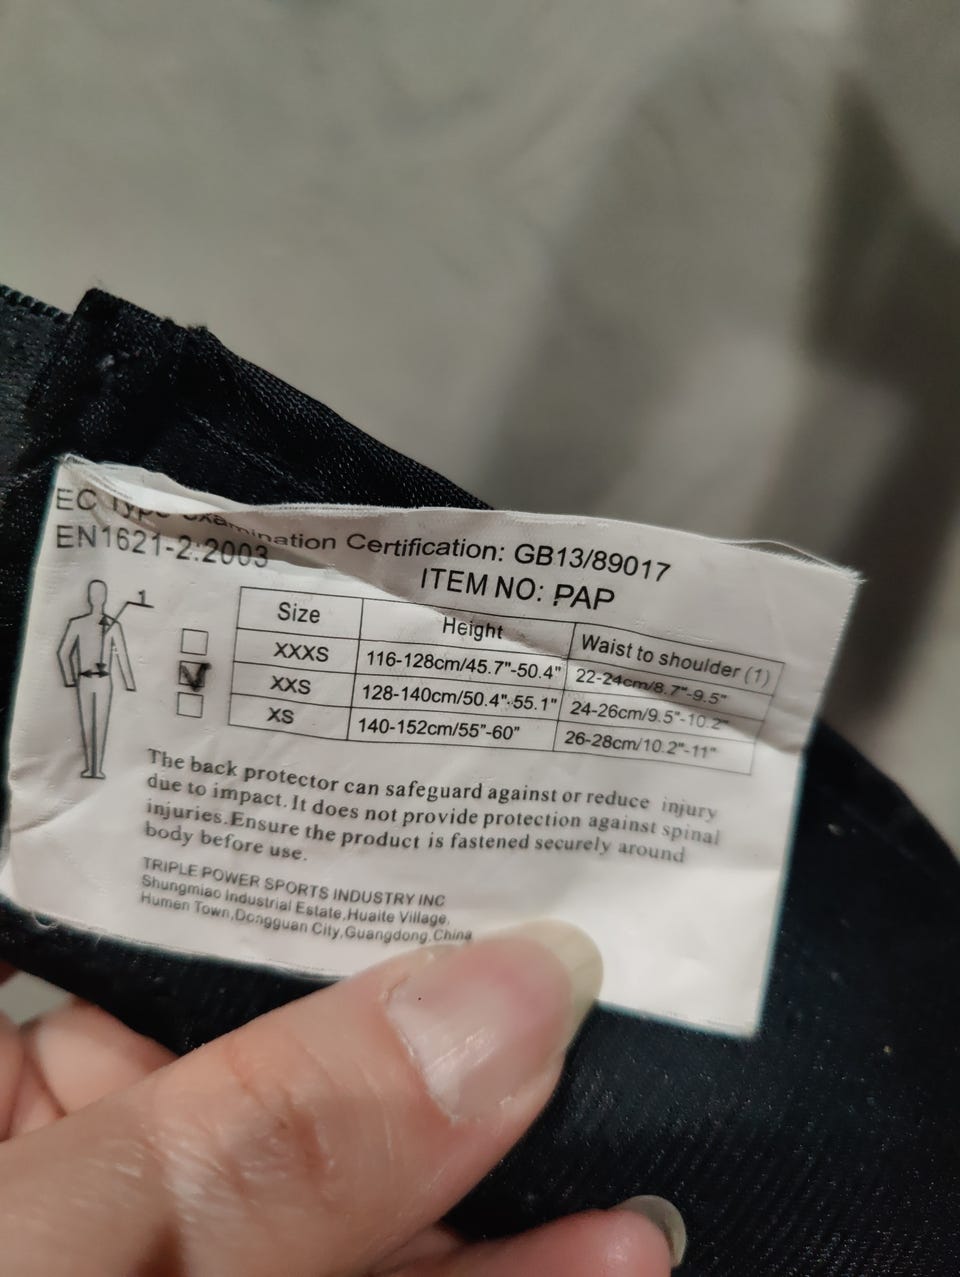 EC Type examination Certification: GB13/89017
EN1621-2:2003
ITEM NO: PAP
1
Size Height Waist to shoulder (1)
XXXS 116-128cm/45.7"-50.4" 22-24cm/8.7"-9.5"
XXS 128-140cm/50.4"-55.1" 24-26cm/9.5"-10.2"
XS 140-152cm/55"-60" 26-28cm/10.2"-11"
The back protector can safeguard against or reduce injury
due to impact. It does not provide protection against spinal
injuries. Ensure the product is fastened securely around
body before use.
TRIPLE POWER SPORTS INDUSTRY INC
Shungmiao Industrial Estate,Huaite Village,
Humen Town,Dongguan City,Guangdong,China